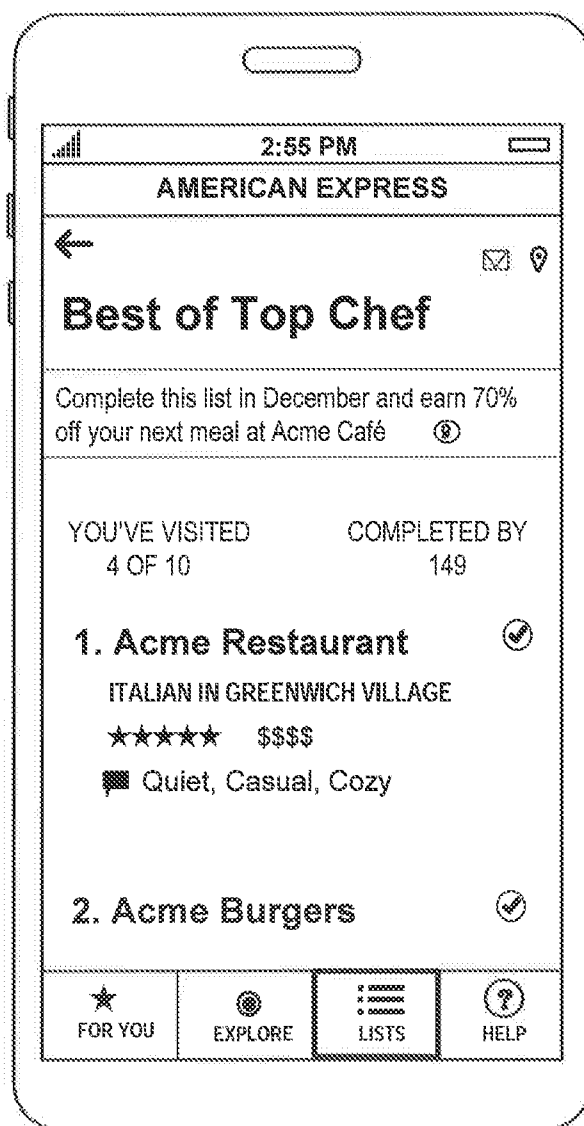 2:55 PM
AMERICAN EXPRESS
Best of Top Chef
Complete this list in December and earn 70%
off your next meal at Acme Café
YOU'VE VISITED
4 OF 10
COMPLETED BY
149
1. Acme Restaurant
ITALIAN IN GREENWICH VILLAGE
★★★★★ $$$$
Quiet, Casual, Cozy
2. Acme Burgers
FOR YOU
EXPLORE
LISTS
HELP